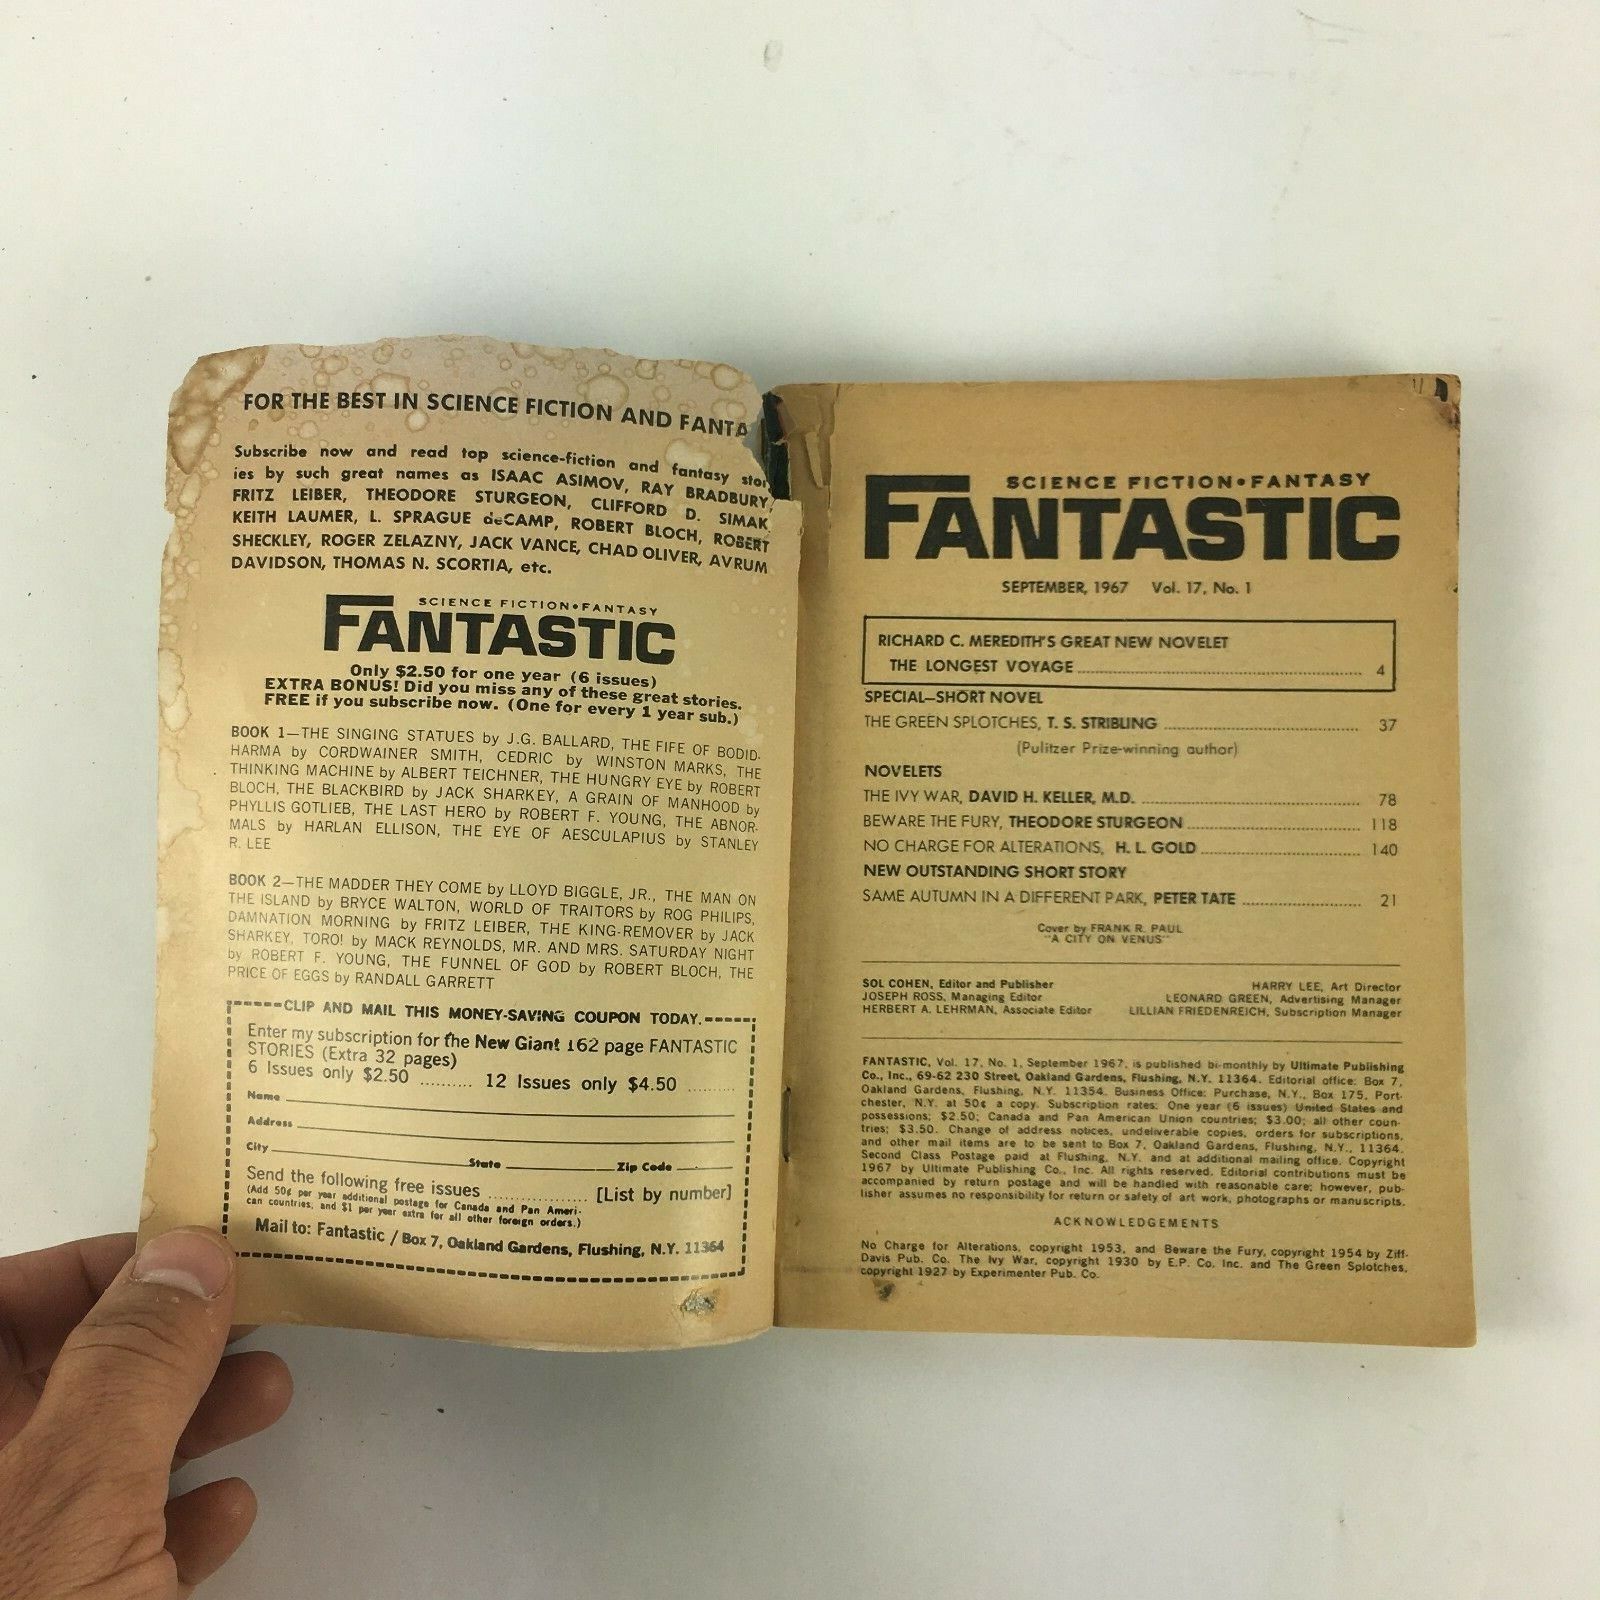 FOR THE BEST IN SCIENCE FICTION AND FANTA
Subscribe now and read top science-fiction and fantasy stor
ies by such great names as ISAAC ASIMOV, RAY BRADBURY,
FRITZ LEIBER, THEODORE STURGEON, CLIFFORD D. SIMAK,
KEITH LAUMER, L. SPRAGUE deCAMP, ROBERT BLOCH, ROBERT
SHECKLEY, ROGER ZELAZNY, JACK VANCE, CHAD OLIVER, AVRUM
DAVIDSON, THOMAS N. SCORTIA, etc.
SCIENCE FICTION•FANTASY
FANTASTIC
Only $2.50 for one year (6 issues)
EXTRA BONUS! Did you miss any of these great stories.
FREE if you subscribe now. (One for every 1 year sub.)
BOOK 1—THE SINGING STATUES by J.G. BALLARD, THE FIFE OF BODID-
HARMA by CORDWAINER SMITH, CEDRIC by WINSTON MARKS, THE
THINKING MACHINE by ALBERT TEICHNER, THE HUNGRY EYE by ROBERT
BLOCH, THE BLACKBIRD by JACK SHARKEY, A GRAIN OF MANHOOD by
PHYLLIS GOTLIEB, THE LAST HERO by ROBERT F. YOUNG, THE ABNOR-
MALS by HARLAN ELLISON, THE EYE OF AESCULAPIUS by STANLEY
R. LEE
BOOK 2—THE MADDER THEY COME by LLOYD BIGGLE, JR., THE MAN ON
THE ISLAND by BRYCE WALTON, WORLD OF TRAITORS by ROG PHILIPS,
DAMNATION MORNING by FRITZ LEIBER, THE KING-REMOVER by JACK
SHARKEY, TORO! by MACK REYNOLDS, MR. AND MRS. SATURDAY NIGHT
by ROBERT F. YOUNG, THE FUNNEL OF GOD by ROBERT BLOCH, THE
PRICE OF EGGS by RANDALL GARRETT
CLIP AND MAIL THIS MONEY-SAVING COUPON TODAY.
Enter my subscription for the New Giant 162 page FANTASTIC
STORIES (Extra 32 pages)
6 Issues only $2.50 .......... 12 Issues only $4.50 ........
Name
Address
City State Zip Code
Send the following free issues ................ [List by number]
(Add 50¢ per year additional postage for Canada and Pan Ameri-
can countries, and $1 per year extra for all other foreign orders.)
Mail to: Fantastic / Box 7, Oakland Gardens, Flushing, N.Y. 11364
SCIENCE FICTION•FANTASY
FANTASTIC
SEPTEMBER, 1967 Vol. 17, No. 1
RICHARD C. MEREDITH'S GREAT NEW NOVELET
THE LONGEST VOYAGE ........ 4
SPECIAL—SHORT NOVEL
THE GREEN SPLOTCHES, T. S. STRIBLING ........ 37
(Pulitzer Prize-winning author)
NOVELETS
THE IVY WAR, DAVID H. KELLER, M.D. ........ 78
BEWARE THE FURY, THEODORE STURGEON ........ 118
NO CHARGE FOR ALTERATIONS, H. L. GOLD ........ 140
NEW OUTSTANDING SHORT STORY
SAME AUTUMN IN A DIFFERENT PARK, PETER TATE ........ 21
Cover by FRANK R. PAUL
"A CITY ON VENUS"
SOL COHEN, Editor and Publisher
JOSEPH ROSS, Managing Editor
HERBERT A. LEHRMAN, Associate Editor
HARRY LEE, Art Director
LEONARD GREEN, Advertising Manager
LILLIAN FRIEDENREICH, Subscription Manager
FANTASTIC, Vol. 17, No. 1, September 1967, is published bi-monthly by Ultimate Publishing
Co., Inc., 69-62 230 Street, Oakland Gardens, Flushing, N.Y. 11364. Editorial office: Box 7,
Oakland Gardens, Flushing, N.Y. 11354. Business Office: Purchase, N.Y., Box 175, Port-
chester, N.Y. at 50¢ a copy. Subscription rates: One year (6 issues) United States and
possessions: $2.50; Canada and Pan American Union countries; $3.00; all other coun-
tries; $3.50. Change of address notices, undeliverable copies, orders for subscriptions,
and other mail items are to be sent to Box 7, Oakland Gardens, Flushing, N.Y., 11364.
Second Class Postage paid at Flushing, N.Y. and at additional mailing office. Copyright
1967 by Ultimate Publishing Co., Inc. All rights reserved. Editorial contributions must be
accompanied by return postage and will be handled with reasonable care; however, pub-
lisher assumes no responsibility for return or safety of art work, photographs or manuscripts.
ACKNOWLEDGEMENTS
No Charge for Alterations, copyright 1953, and Beware the Fury, copyright 1954 by Ziff-
Davis Pub. Co. The Ivy War, copyright 1930 by E.P. Co. Inc. and The Green Splotches,
copyright 1927 by Experimenter Pub. Co.